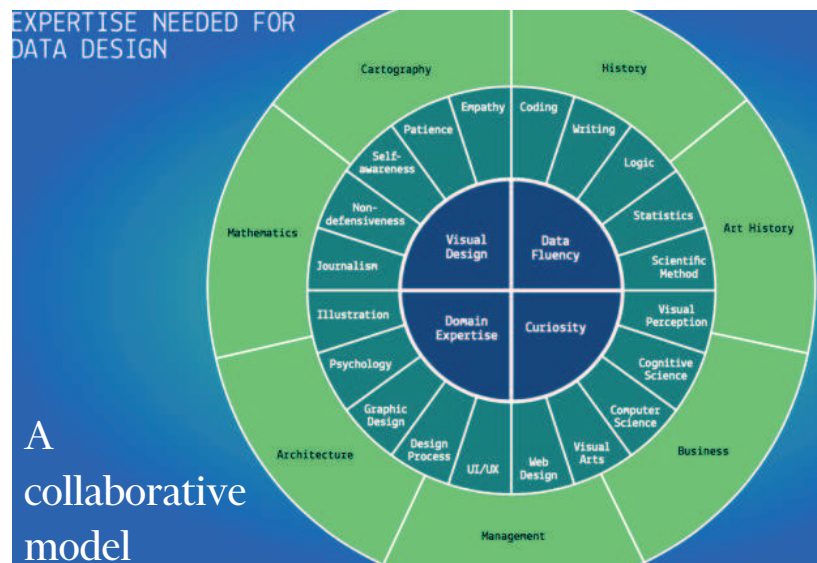 EXPERTISE NEEDED FOR
DATA DESIGN
Cartography
History
Art History
Business
Management
Architecture
Mathematics
Empathy
Coding
Writing
Logic
Statistics
Scientific
Method
Visual
Perception
Cognitive
Science
Computer
Science
Visual
Arts
Web
Design
UI/UX
Design
Process
Graphic
Design
Psychology
Illustration
Journalism
Non-
defensiveness
Self-
awareness
Patience
Visual
Design
Data
Fluency
Domain
Expertise
Curiosity
A
collaborative
model